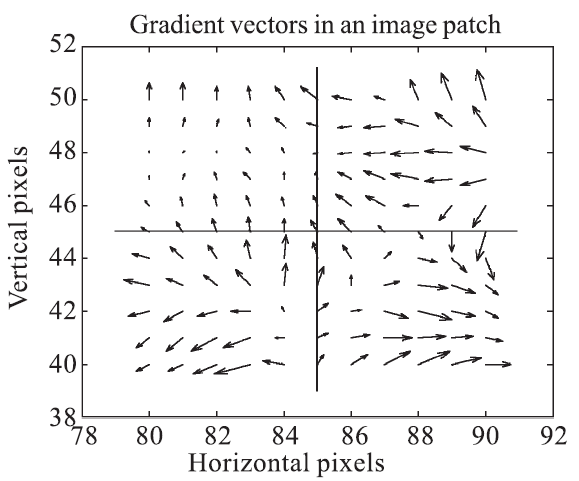 Gradient vectors in an image patch
52
50
48
46
44
42
40
38
Vertical pixels
78 80 82 84 86 88 90 92
Horizontal pixels